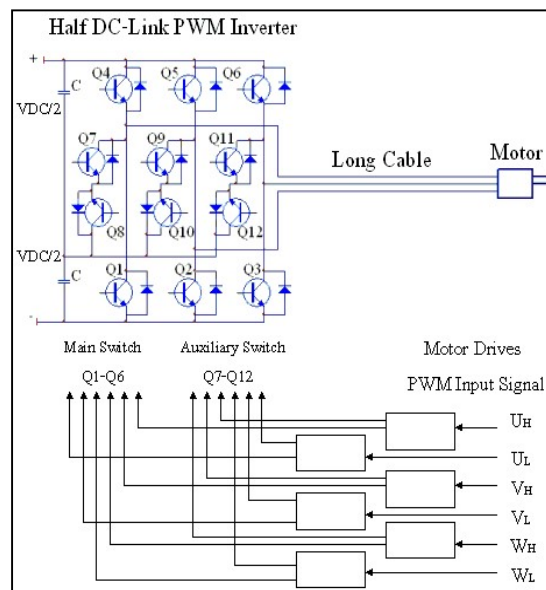 Half DC-Link PWM Inverter
+
Q4 Q5 Q6
C
VDC/2
Q7 Q9 Q11
Long Cable Motor
Q8 Q10 Q12
VDC/2
C Q1 Q2 Q3
-
Main Switch Auxiliary Switch Motor Drives
Q1-Q6 Q7-Q12 PWM Input Signal
UH
UL
VH
VL
WH
WL